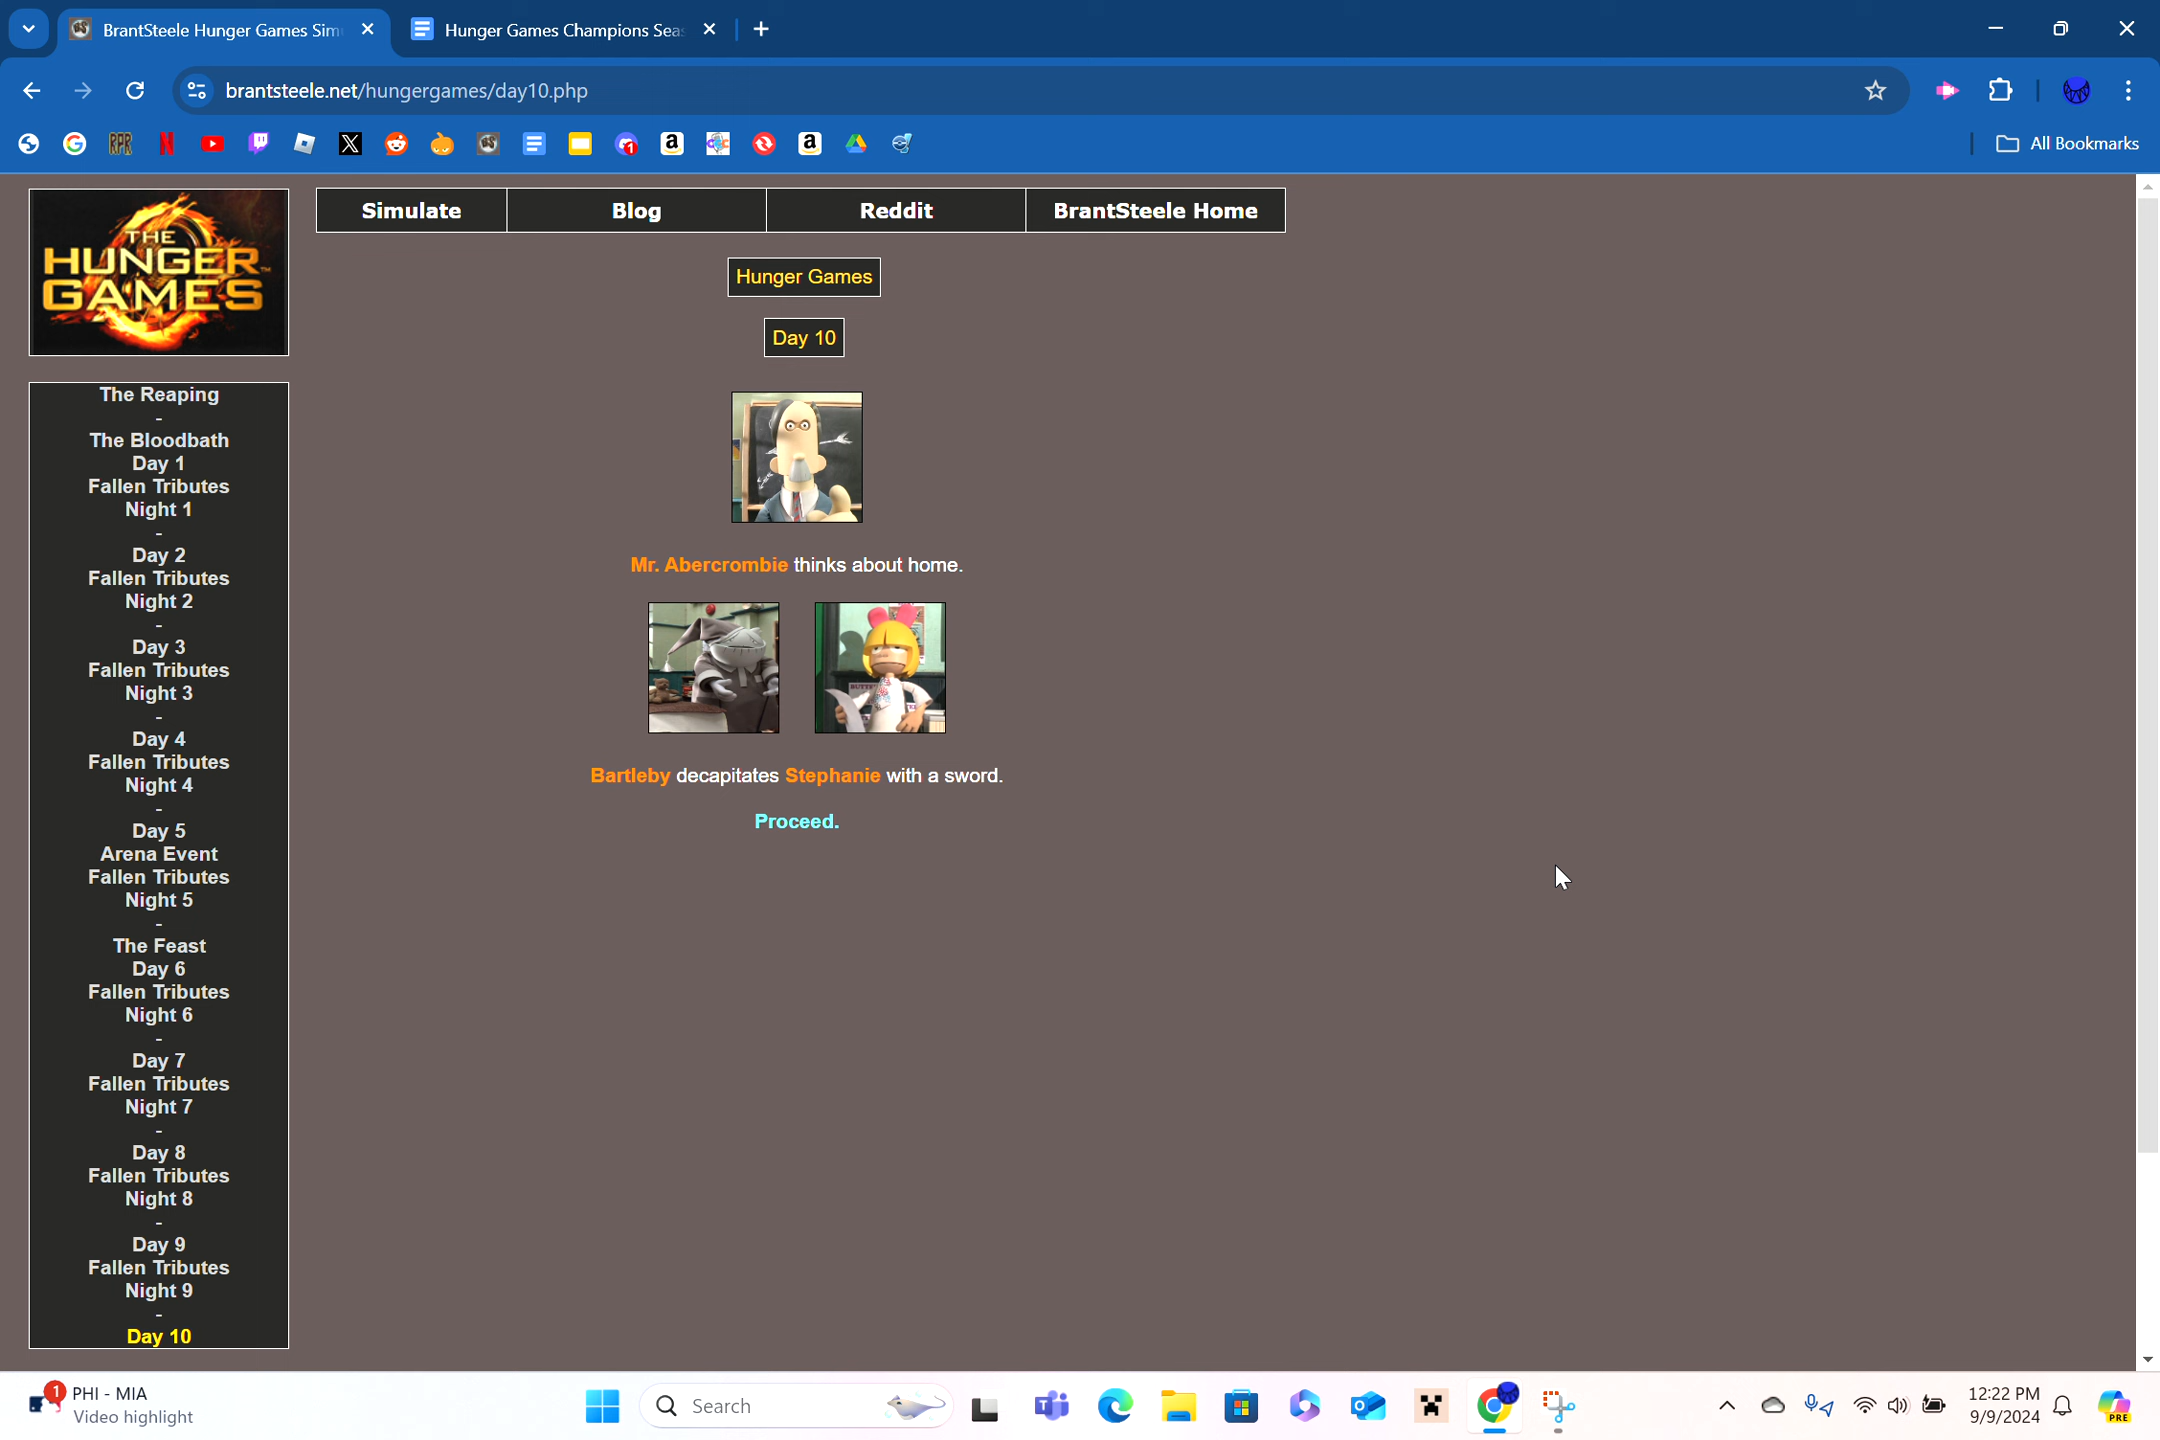 BrantSteele Hunger Games Sim
Hunger Games Champions Sea
brantsteele.net/hungergames/day10.php
RPR
All Bookmarks
THE
HUNGER
GAMES
Simulate
Blog
Reddit
BrantSteele Home
Hunger Games
Day 10
Mr. Abercrombie thinks about home.
Bartleby decapitates Stephanie with a sword.
Proceed.
The Reaping
-
The Bloodbath
Day 1
Fallen Tributes
Night 1
-
Day 2
Fallen Tributes
Night 2
-
Day 3
Fallen Tributes
Night 3
-
Day 4
Fallen Tributes
Night 4
-
Day 5
Arena Event
Fallen Tributes
Night 5
-
The Feast
Day 6
Fallen Tributes
Night 6
-
Day 7
Fallen Tributes
Night 7
-
Day 8
Fallen Tributes
Night 8
-
Day 9
Fallen Tributes
Night 9
-
Day 10
1
PHI - MIA
Video highlight
Search
12:22 PM
9/9/2024
PRE